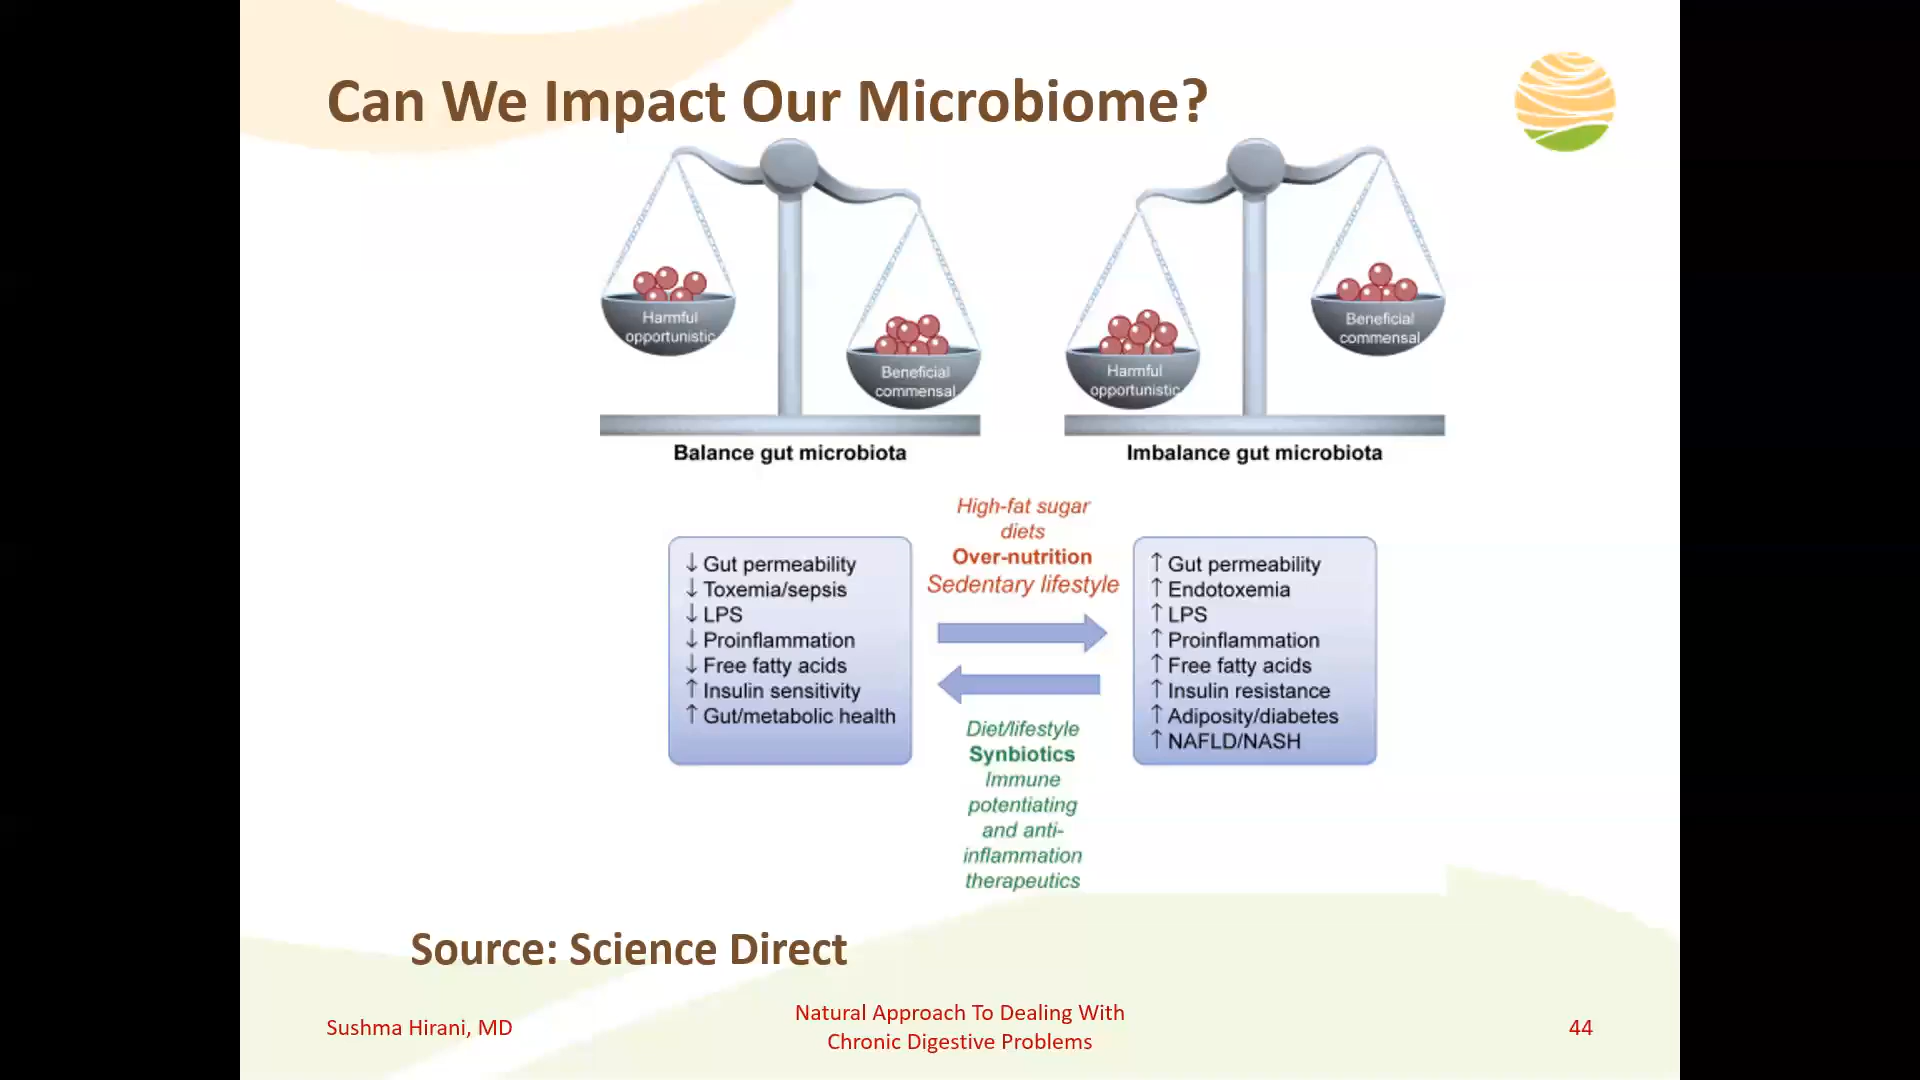 Can We Impact Our Microbiome?
Harmful
opportunistic
Beneficial
commensal
Balance gut microbiota
Harmful
opportunistic
Beneficial
commensal
Imbalance gut microbiota
↓ Gut permeability
↓ Toxemia/sepsis
↓ LPS
↓ Proinflammation
↓ Free fatty acids
↑ Insulin sensitivity
↑ Gut/metabolic health
High-fat sugar
diets
Over-nutrition
Sedentary lifestyle
Diet/lifestyle
Synbiotics
Immune
potentiating
and anti-
inflammation
therapeutics
↑ Gut permeability
↑ Endotoxemia
↑ LPS
↑ Proinflammation
↑ Free fatty acids
↑ Insulin resistance
↑ Adiposity/diabetes
↑ NAFLD/NASH
Source: Science Direct
Sushma Hirani, MD
Natural Approach To Dealing With
Chronic Digestive Problems
44